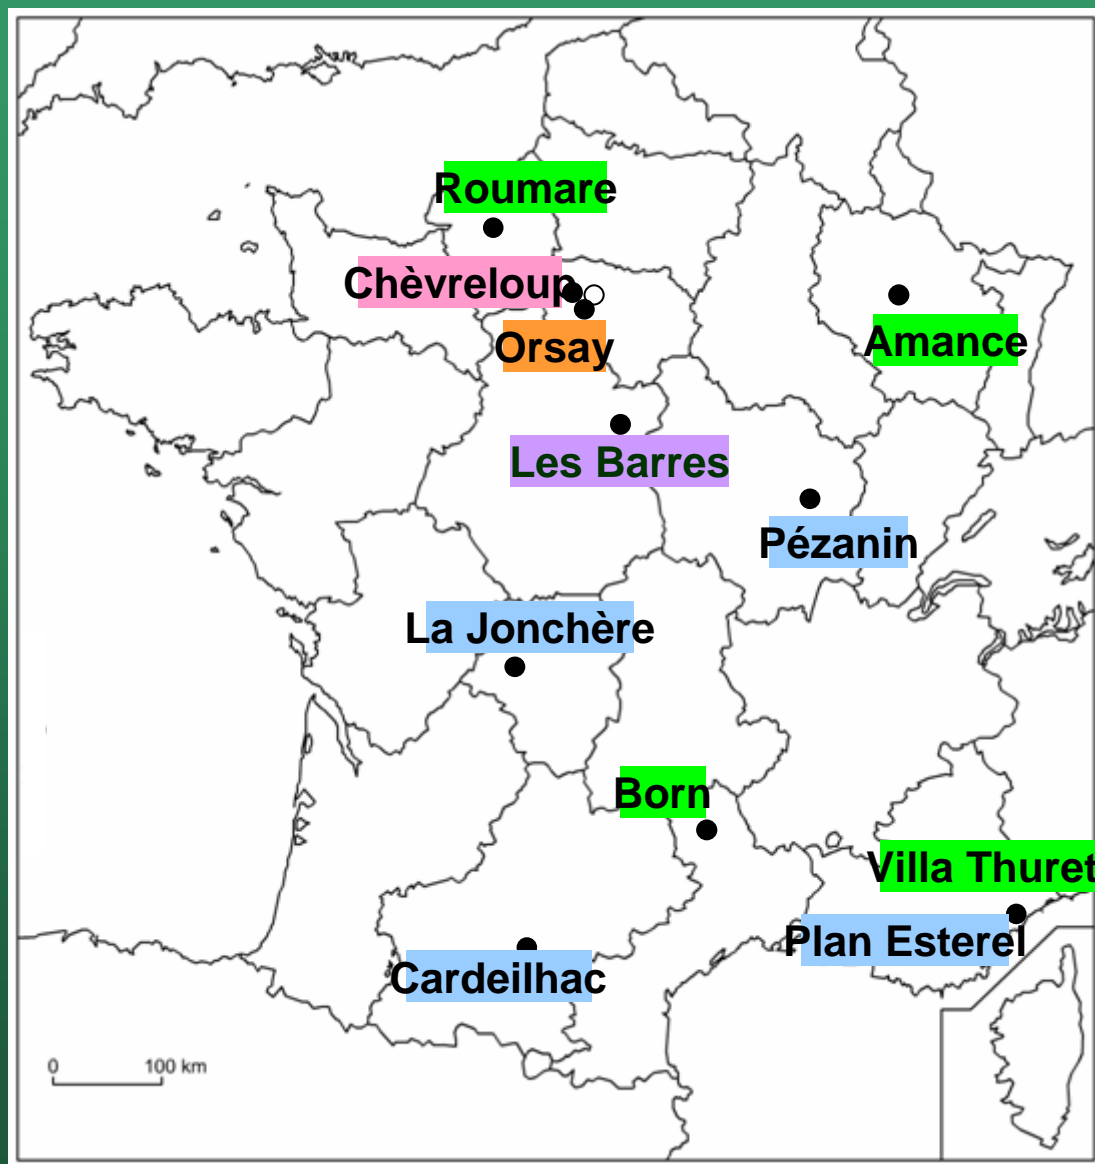 Roumare
Chèvreloup
Orsay
Amance
Les Barres
Pézanin
La Jonchère
Born
Villa Thuret
Plan Esterel
Cardeilhac
0 100 km